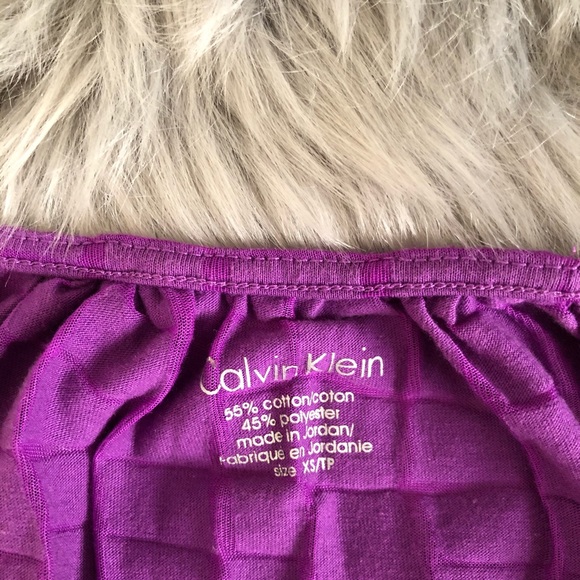 Calvin Klein
55% cotton/coton
45% polyester
made in Jordan/
fabriqué en Jordanie
size XS/TP